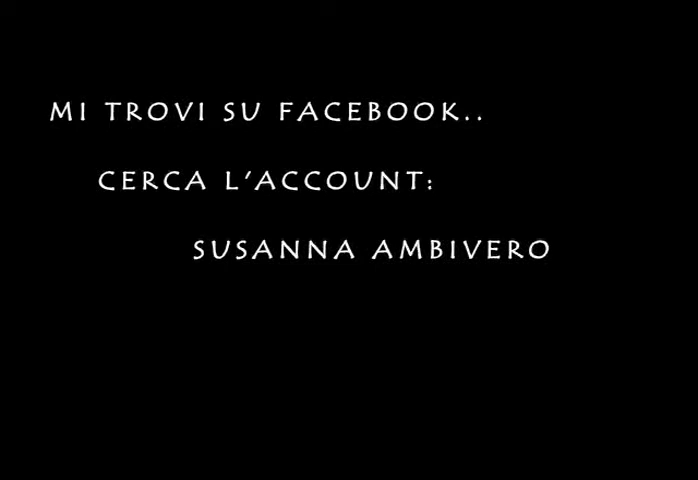 MI TROVI SU FACEBOOK..
CERCA L'ACCOUNT:
SUSANNA AMBIVERO